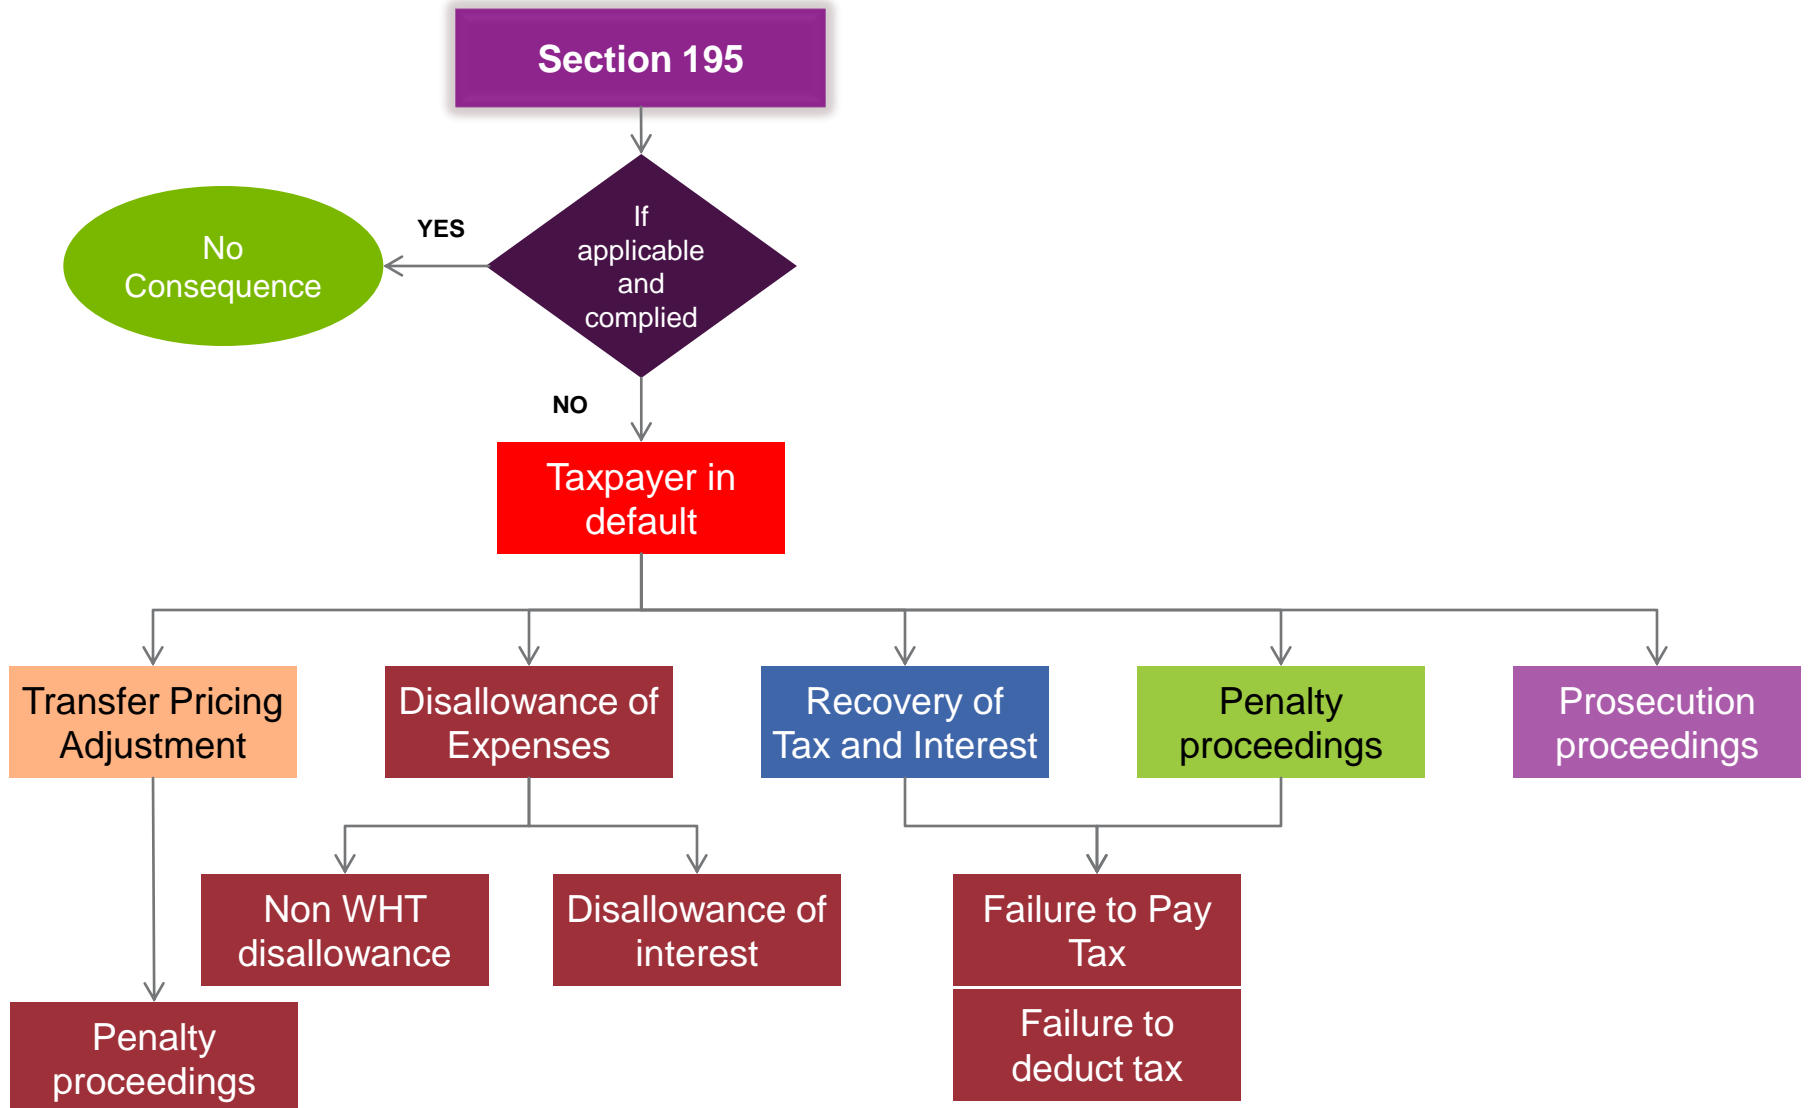 Section 195
If
applicable
and
complied
YES
No
Consequence
NO
Taxpayer in
default
Transfer Pricing
Adjustment
Disallowance of
Expenses
Recovery of
Tax and Interest
Penalty
proceedings
Prosecution
proceedings
Non WHT
disallowance
Disallowance of
interest
Failure to Pay
Tax
Failure to
deduct tax
Penalty
proceedings